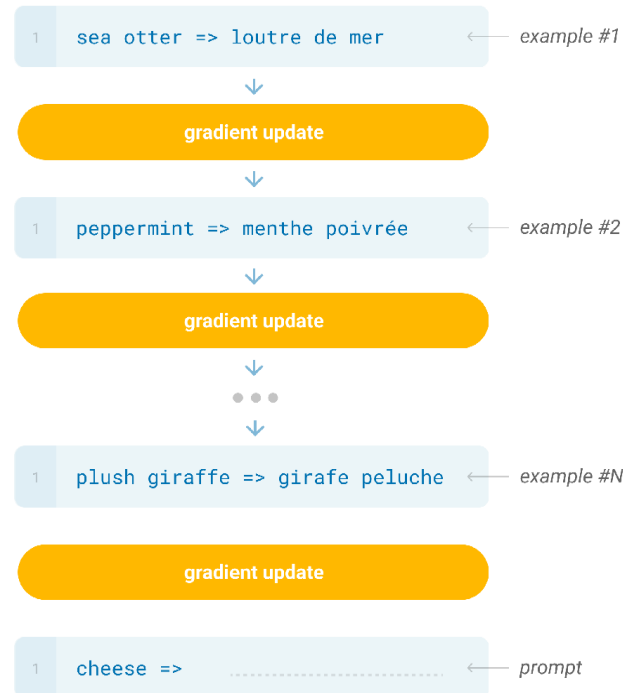 1 sea otter => loutre de mer example #1
gradient update
1 peppermint => menthe poivrée example #2
gradient update
1 plush giraffe => girafe peluche example #N
gradient update
1 cheese => prompt